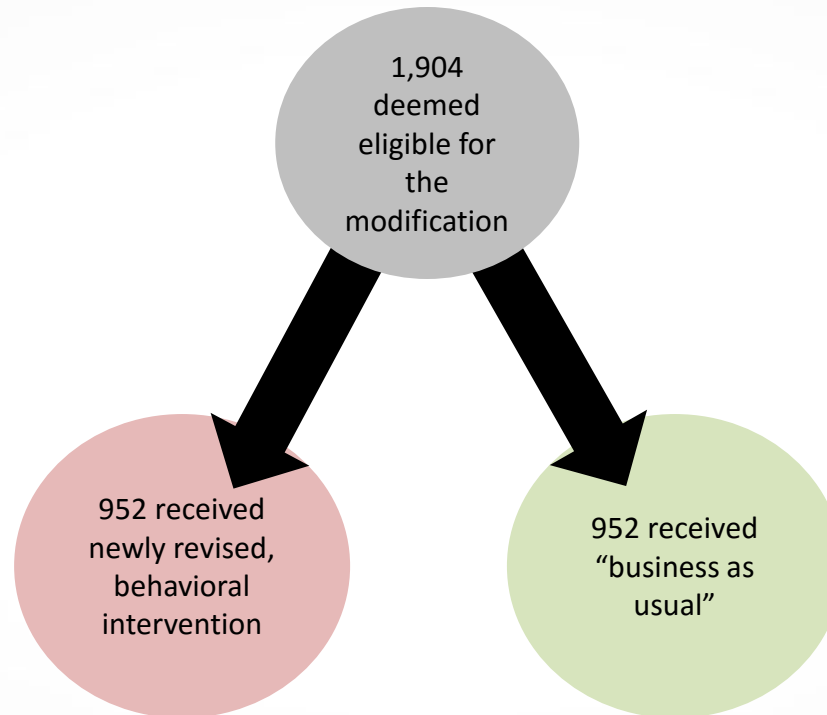 1,904
deemed
eligible for
the
modification
952 received
newly revised,
behavioral
intervention
952 received
“business as
usual”